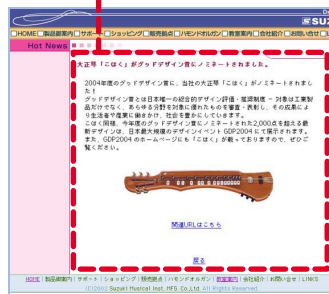 SUZ
HOME 製品案内 サポート ショッピング 販売拠点 ハモンドオルガン 教室案内 会社紹介 お問い合せ
Hot News
大正琴「こはく」がグッドデザイン賞にノミネートされました。
2004年度のグッドデザイン賞に、当社の大正琴「こはく」がノミネートされました！
グッドデザイン賞とは日本唯一の総合的デザイン評価・推奨制度 - 対象は工業製
品だけでなく、あらゆる分野を対象に優れたものを審査・表彰し、その成果によ
り生活者や産業に働きかけ、社会を豊かにしていきます。
こはく同様、今年度のグッドデザイン賞にノミネートされた2,000点を超える最
新デザインは、日本最大規模のデザインイベント GDP2004 にて展示されます。
また、GDP2004 のホームページにも「こはく」が載っておりますので、ぜひご
覧ください。
関連URLはこちら
戻る
HOME | 製品案内 | サポート | ショッピング | 販売拠点 | ハモンドオルガン | 教室案内 | 会社紹介 | お問い合せ | LINKS
(C)2002 Suzuki Musical Inst. MFG. Co.,Ltd. All Rights Reserved.